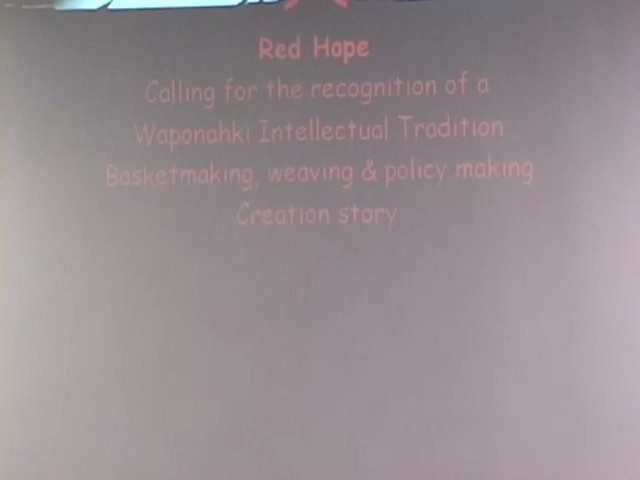 Red Hope
Calling for the recognition of a
Waponahki Intellectual Tradition
Basketmaking, weaving & policy making
Creation story